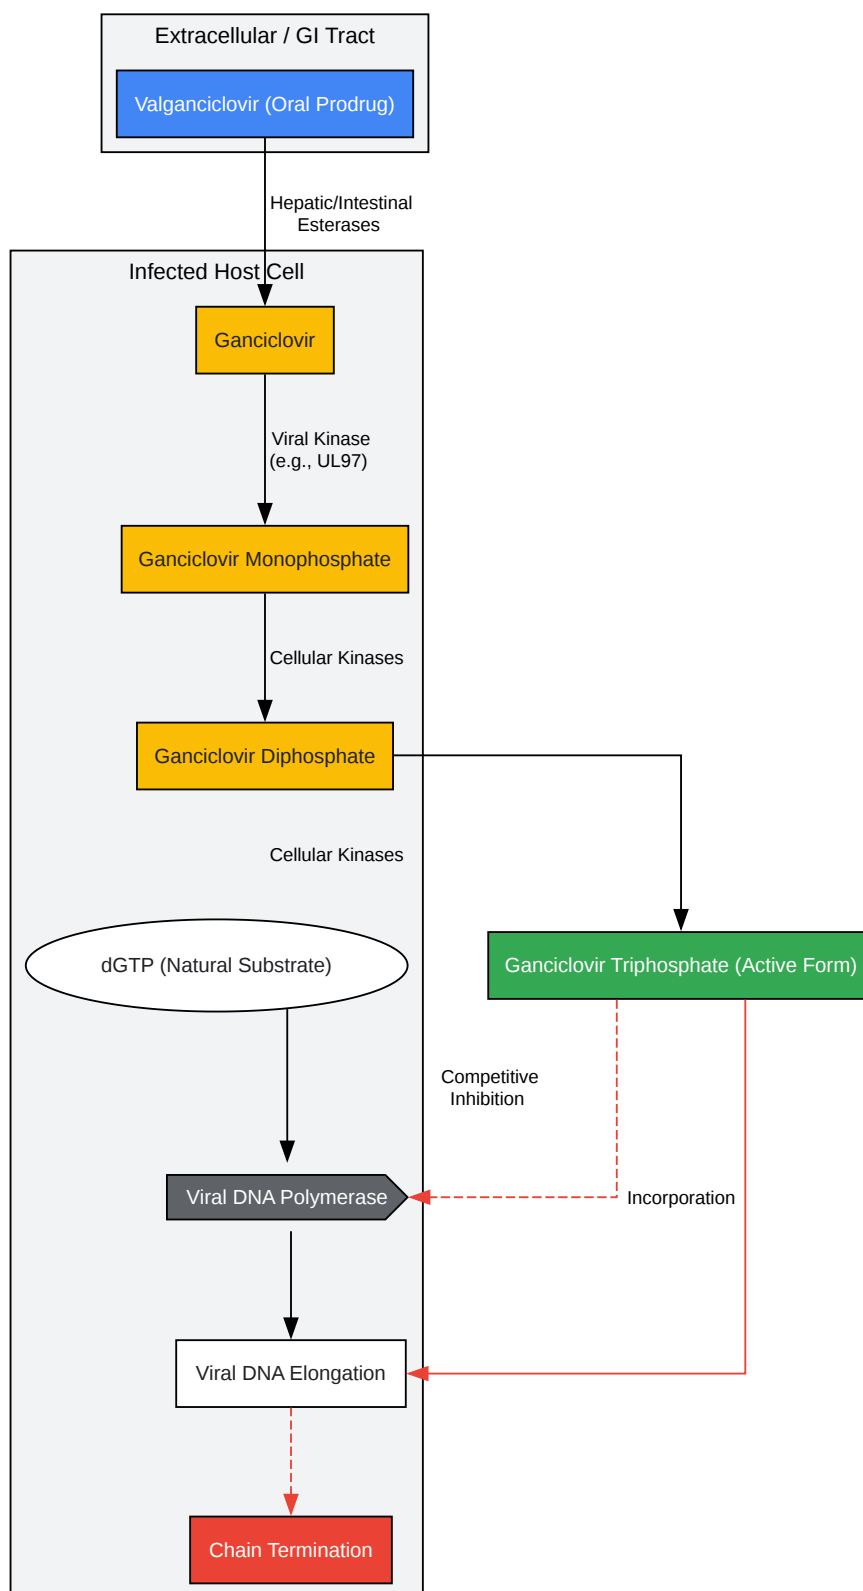 Extracellular / GI Tract
Valganciclovir (Oral Prodrug)
Hepatic/Intestinal
Esterases
Infected Host Cell
Ganciclovir
Viral Kinase
(e.g., UL97)
Ganciclovir Monophosphate
Cellular Kinases
Ganciclovir Diphosphate
Cellular Kinases
dGTP (Natural Substrate)
Ganciclovir Triphosphate (Active Form)
Competitive
Inhibition
Viral DNA Polymerase
Incorporation
Viral DNA Elongation
Chain Termination